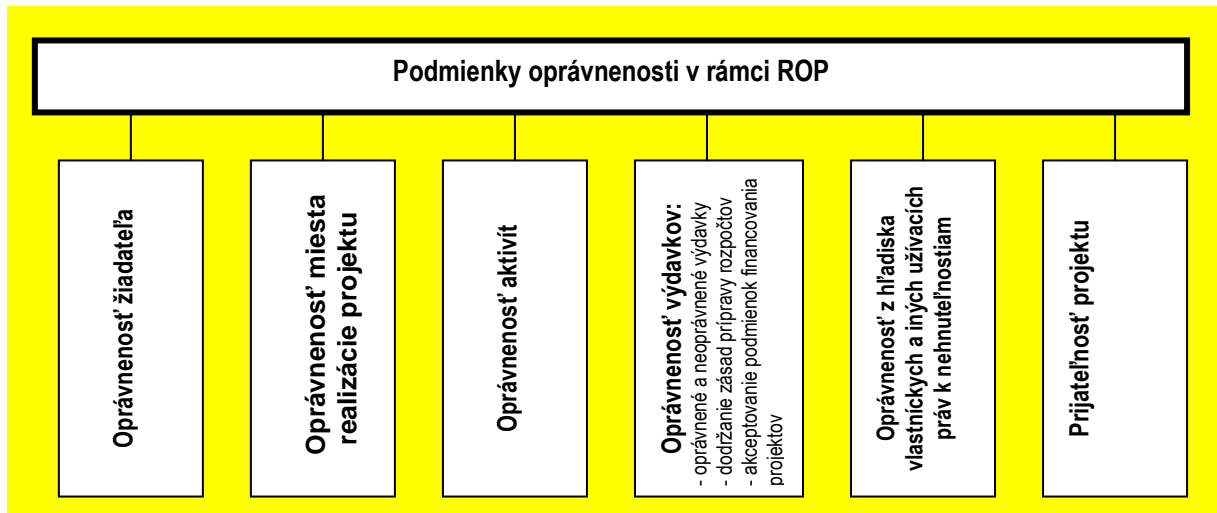 Podmienky oprávnenosti v rámci ROP
Oprávnenosť žiadateľa
Oprávnenosť miesta
realizácie projektu
Oprávnenosť aktivít
Oprávnenosť výdavkov:
- oprávnené a neoprávnené výdavky
- dodržanie zásad prípravy rozpočtov
- akceptovanie podmienok financovania
projektov
Oprávnenosť z hľadiska
vlastníckych a iných užívacích
práv k nehnuteľnostiam
Prijateľnosť projektu